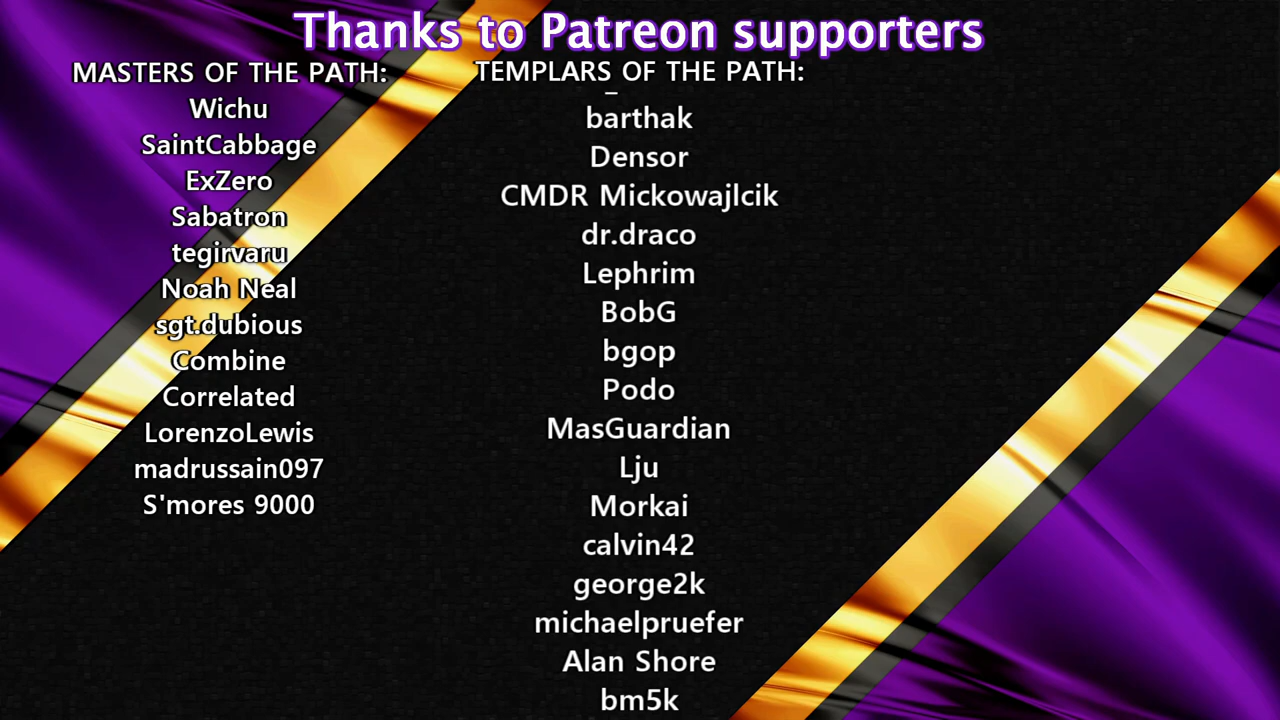 Thanks to Patreon supporters
MASTERS OF THE PATH:
Wichu
SaintCabbage
ExZero
Sabatron
tegirvaru
Noah Neal
sgt.dubious
Combine
Correlated
LorenzoLewis
madrussain097
S'mores 9000
TEMPLARS OF THE PATH:
barthak
Densor
CMDR Mickowajlcik
dr.draco
Lephrim
BobG
bgop
Podo
MasGuardian
Lju
Morkai
calvin42
george2k
michaelpruefer
Alan Shore
bm5k